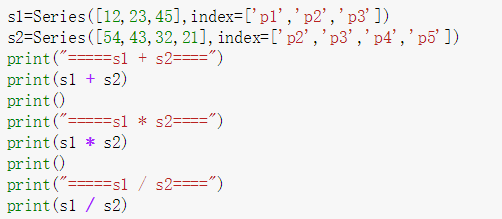 s1=Series([12,23,45],index=['p1','p2','p3'])
s2=Series([54,43,32,21],index=['p2','p3','p4','p5'])
print("=====s1 + s2====")
print(s1 + s2)
print()
print("=====s1 * s2====")
print(s1 * s2)
print()
print("=====s1 / s2====")
print(s1 / s2)